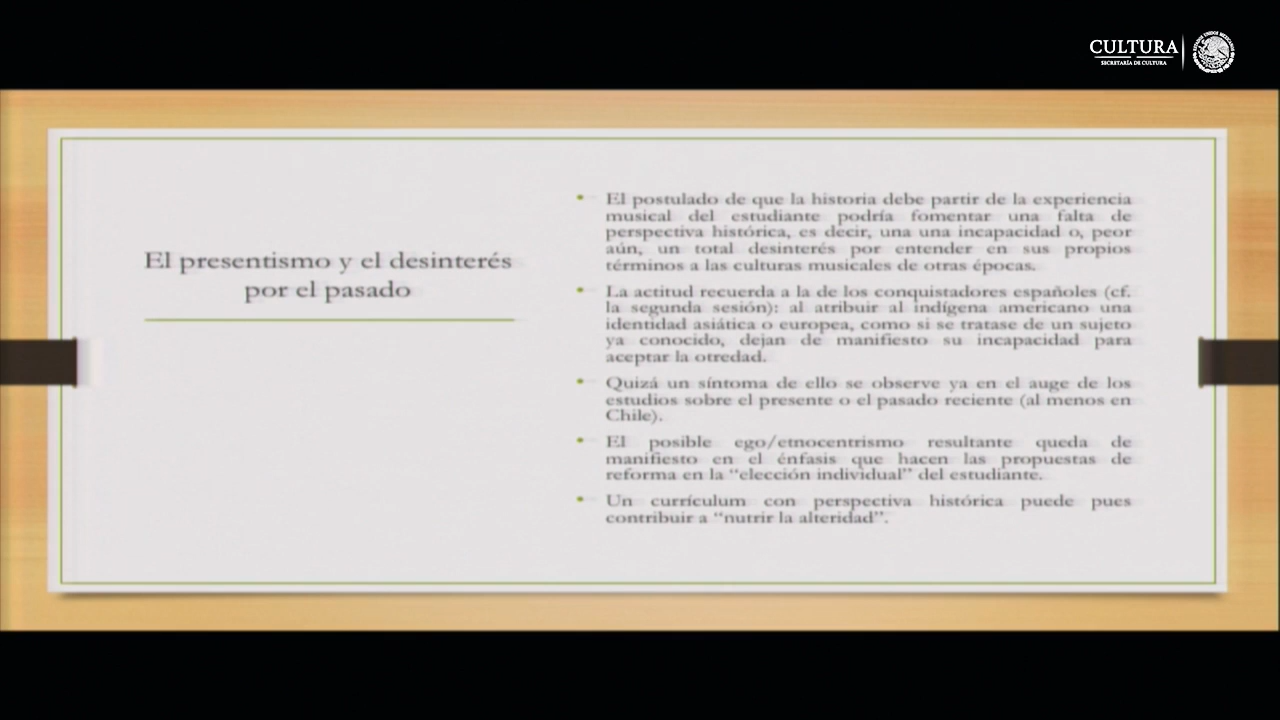 CULTURA
SECRETARÍA DE CULTURA
ESTADOS UNIDOS MEXICANOS
El presentismo y el desinterés
por el pasado
• El postulado de que la historia debe partir de la experiencia
musical del estudiante podría fomentar una falta de
perspectiva histórica, es decir, una una incapacidad o, peor
aún, un total desinterés por entender en sus propios
términos a las culturas musicales de otras épocas.
• La actitud recuerda a la de los conquistadores españoles (cf.
la segunda sesión): al atribuir al indígena americano una
identidad asiática o europea, como si se tratase de un sujeto
ya conocido, dejan de manifiesto su incapacidad para
aceptar la otredad.
• Quizá un síntoma de ello se observe ya en el auge de los
estudios sobre el presente o el pasado reciente (al menos en
Chile).
• El posible ego/etnocentrismo resultante queda de
manifiesto en el énfasis que hacen las propuestas de
reforma en la “elección individual” del estudiante.
• Un currículum con perspectiva histórica puede pues
contribuir a “nutrir la alteridad”.